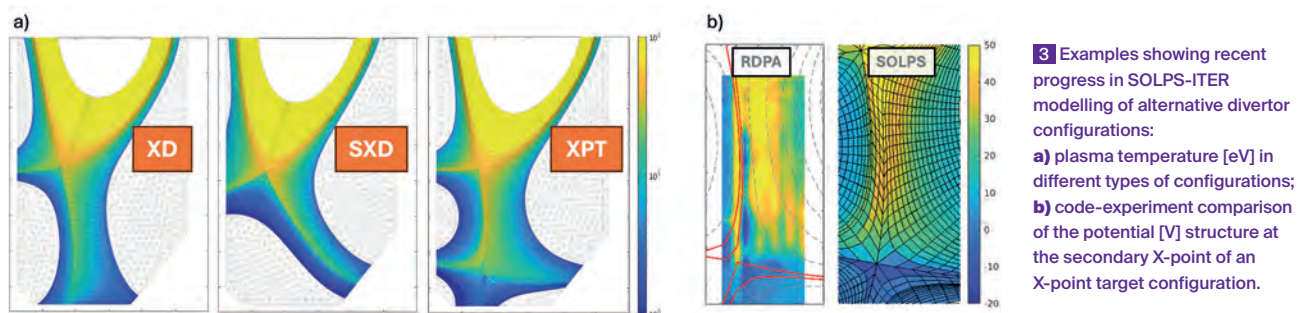 a)
XD
SXD
XPT
b)
RDPA
SOLPS
50
40
30
20
10
0
-10
-20
3 Examples showing recent
progress in SOLPS-ITER
modelling of alternative divertor
configurations:
a) plasma temperature [eV] in
different types of configurations;
b) code-experiment comparison
of the potential [V] structure at
the secondary X-point of an
X-point target configuration.